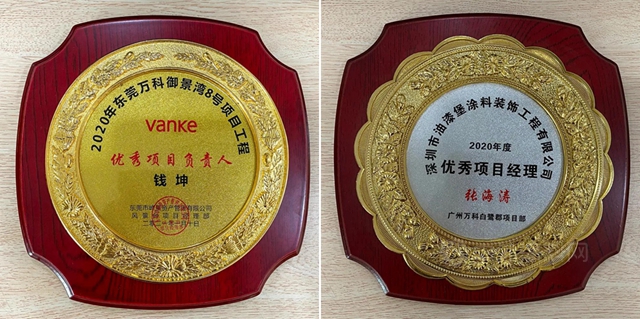 2020年东莞万科御景湾8号项目工程
vanke
优秀项目负责人
钱坤
深圳市油漆堡涂料装饰工程有限公司
2020年度
优秀项目经理
张海涛
广州万科白鹭郡项目部